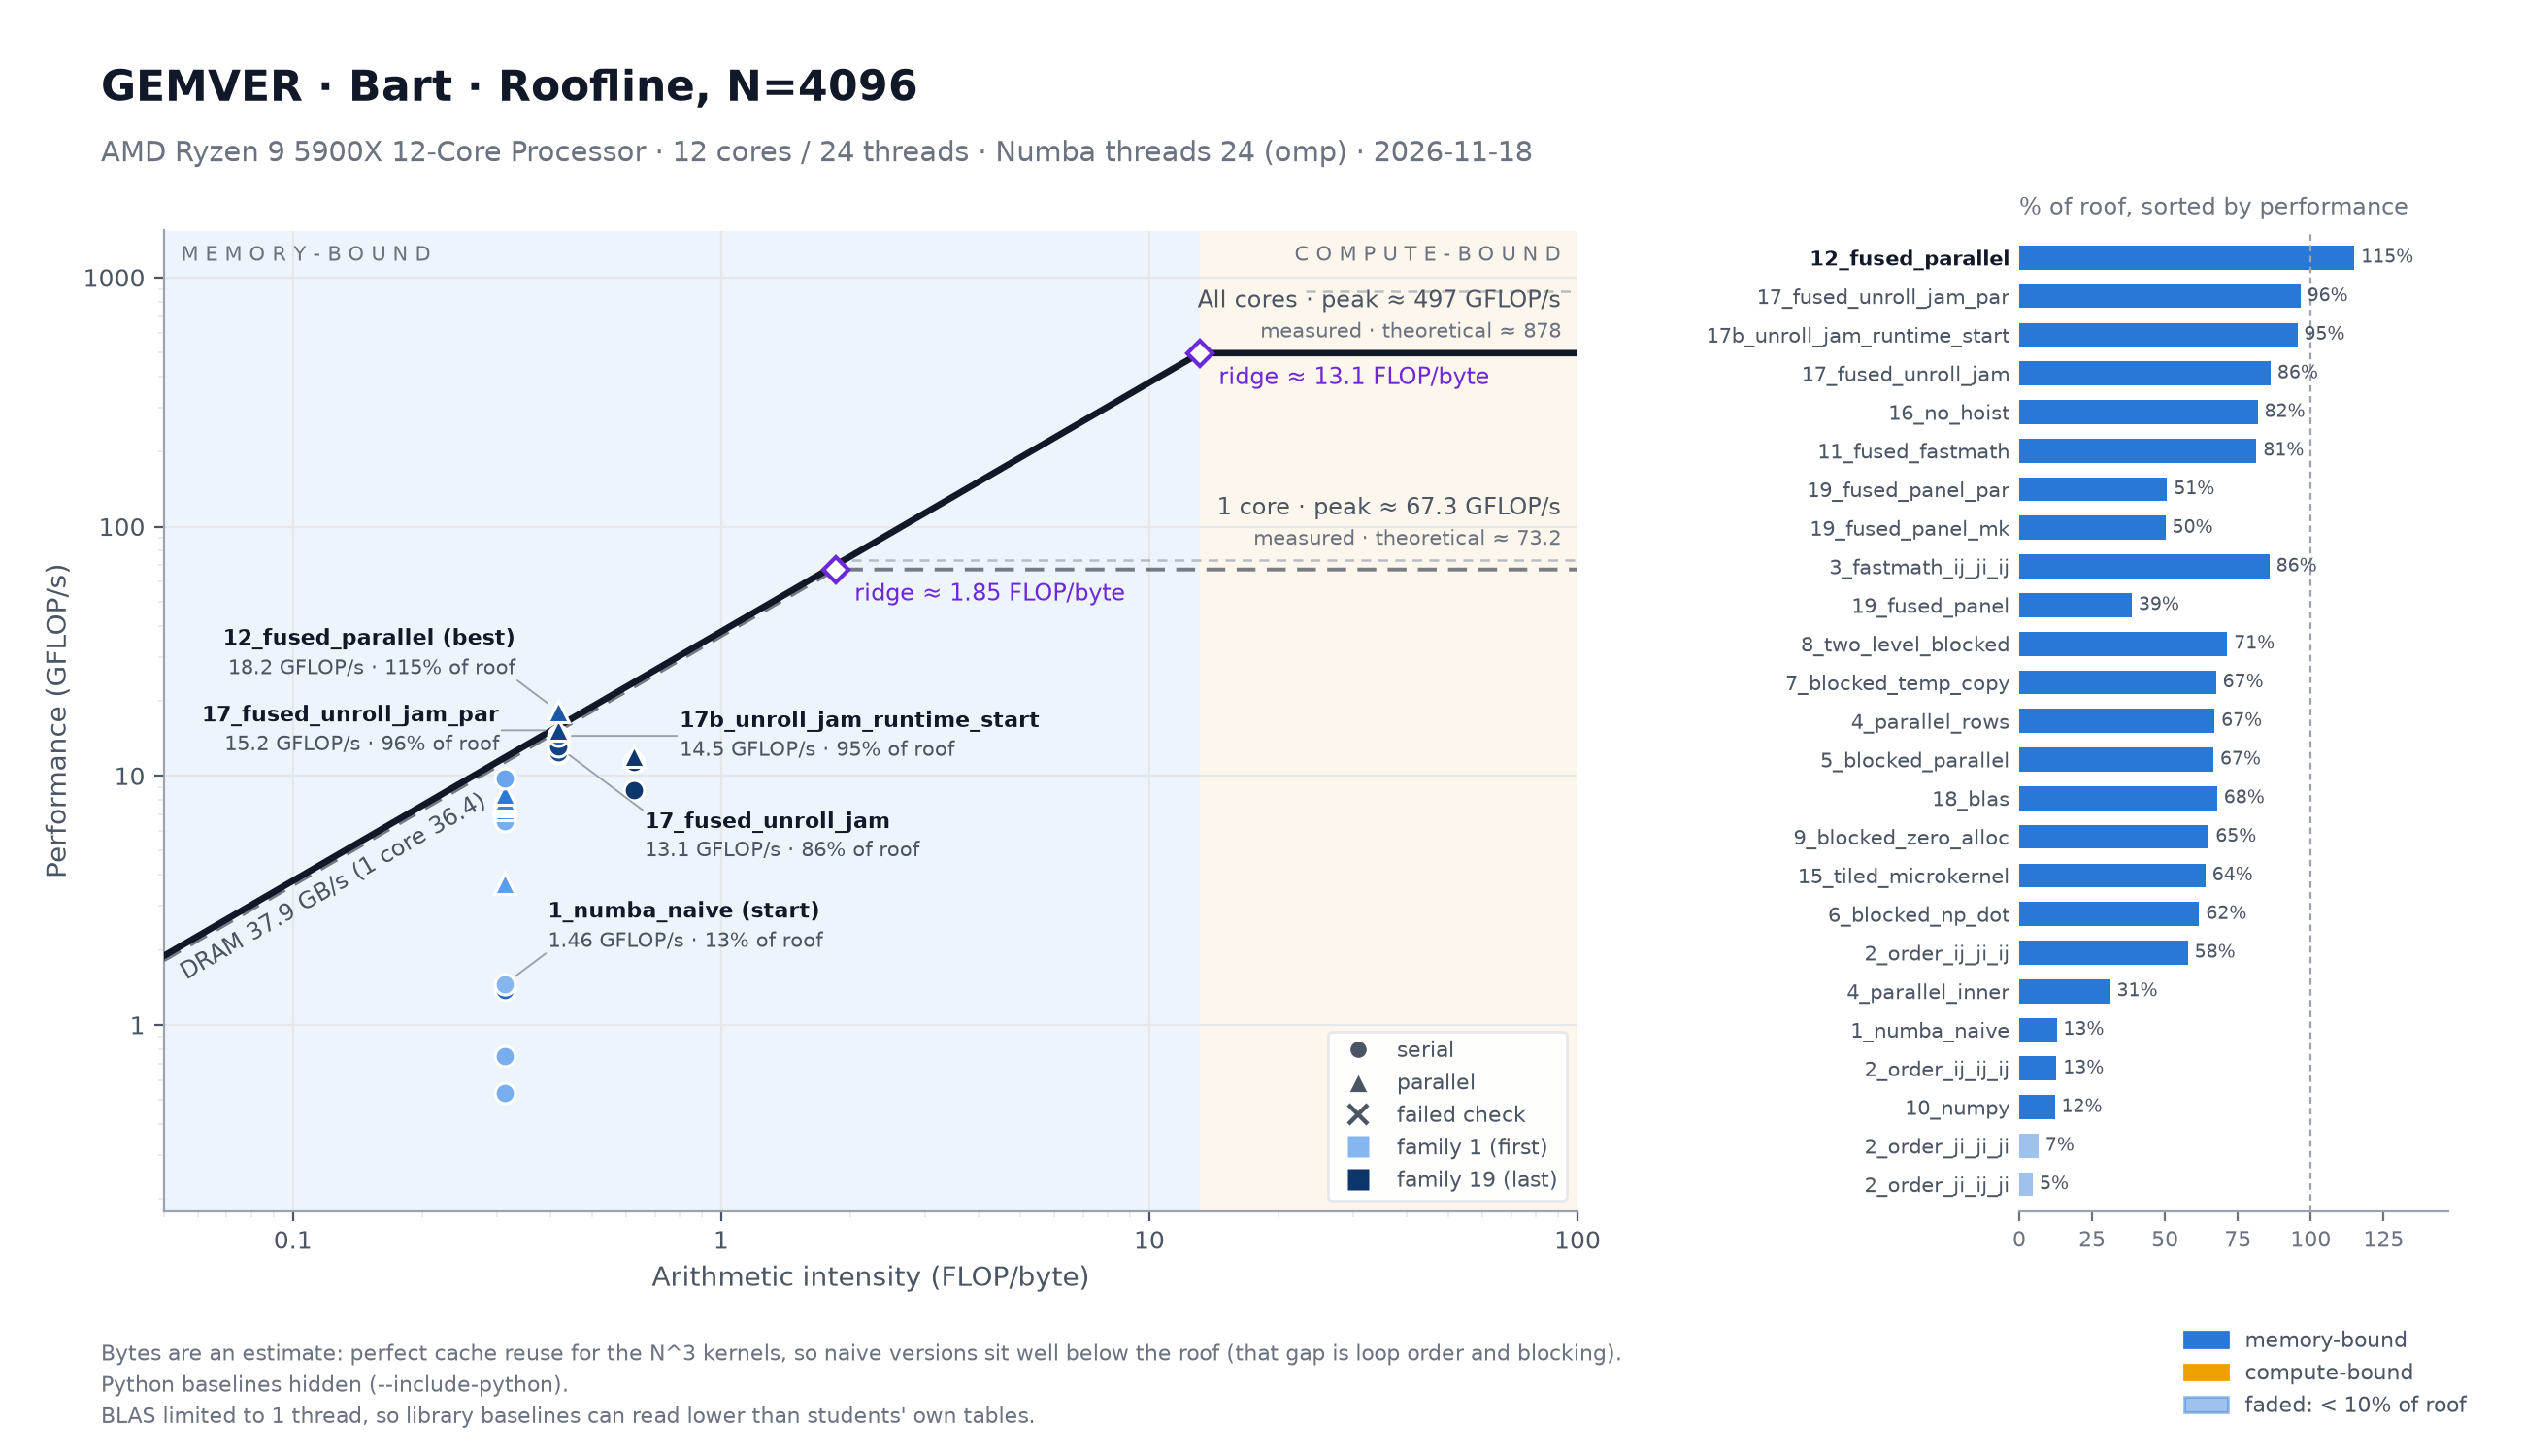 GEMVER · Bart · Roofline, N=4096
AMD Ryzen 9 5900X 12-Core Processor · 12 cores / 24 threads · Numba threads 24 (omp) · 2026-11-18
MEMORY-BOUND
COMPUTE-BOUND
All cores · peak ≈ 497 GFLOP/s
measured · theoretical ≈ 878
ridge ≈ 13.1 FLOP/byte
1 core · peak ≈ 67.3 GFLOP/s
measured · theoretical ≈ 73.2
ridge ≈ 1.85 FLOP/byte
12_fused_parallel (best)
18.2 GFLOP/s · 115% of roof
17_fused_unroll_jam_par
15.2 GFLOP/s · 96% of roof
17b_unroll_jam_runtime_start
14.5 GFLOP/s · 95% of roof
17_fused_unroll_jam
13.1 GFLOP/s · 86% of roof
1_numba_naive (start)
1.46 GFLOP/s · 13% of roof
DRAM 37.9 GB/s (1 core 36.4)
Performance (GFLOP/s)
1000
100
10
1
0.1
1
10
100
Arithmetic intensity (FLOP/byte)
serial
parallel
failed check
family 1 (first)
family 19 (last)
% of roof, sorted by performance
12_fused_parallel 115%
17_fused_unroll_jam_par 96%
17b_unroll_jam_runtime_start 95%
17_fused_unroll_jam 86%
16_no_hoist 82%
11_fused_fastmath 81%
19_fused_panel_par 51%
19_fused_panel_mk 50%
3_fastmath_ij_ji_ij 86%
19_fused_panel 39%
8_two_level_blocked 71%
7_blocked_temp_copy 67%
4_parallel_rows 67%
5_blocked_parallel 67%
18_blas 68%
9_blocked_zero_alloc 65%
15_tiled_microkernel 64%
6_blocked_np_dot 62%
2_order_ij_ji_ij 58%
4_parallel_inner 31%
1_numba_naive 13%
2_order_ij_ij_ij 13%
10_numpy 12%
2_order_ji_ji_ji 7%
2_order_ji_ij_ji 5%
0 25 50 75 100 125
memory-bound
compute-bound
faded: < 10% of roof
Bytes are an estimate: perfect cache reuse for the N^3 kernels, so naive versions sit well below the roof (that gap is loop order and blocking).
Python baselines hidden (--include-python).
BLAS limited to 1 thread, so library baselines can read lower than students' own tables.